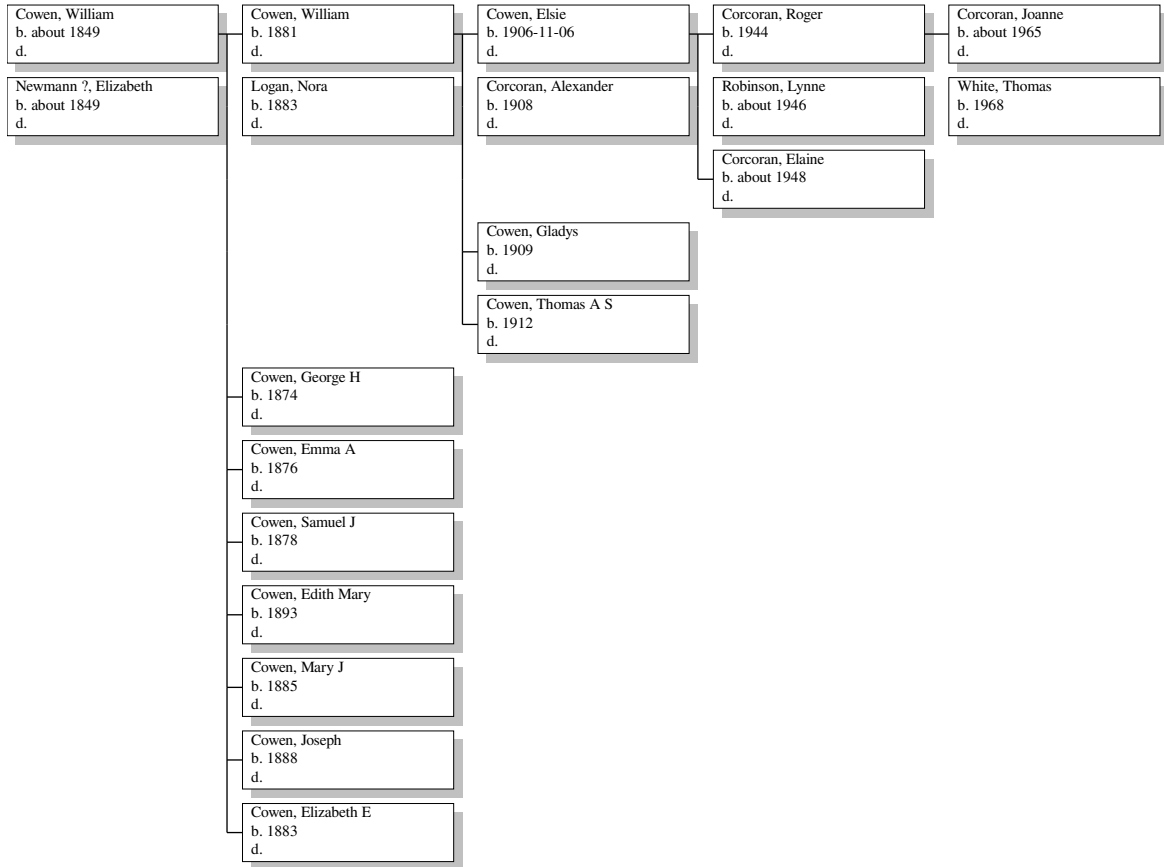 Cowen, William
b. about 1849
d.
Newmann ?, Elizabeth
b. about 1849
d.
Cowen, William
b. 1881
d.
Logan, Nora
b. 1883
d.
Cowen, Elsie
b. 1906-11-06
d.
Corcoran, Alexander
b. 1908
d.
Corcoran, Roger
b. 1944
d.
Robinson, Lynne
b. about 1946
d.
Corcoran, Joanne
b. about 1965
d.
White, Thomas
b. 1968
d.
Corcoran, Elaine
b. about 1948
d.
Cowen, Gladys
b. 1909
d.
Cowen, Thomas A S
b. 1912
d.
Cowen, George H
b. 1874
d.
Cowen, Emma A
b. 1876
d.
Cowen, Samuel J
b. 1878
d.
Cowen, Edith Mary
b. 1893
d.
Cowen, Mary J
b. 1885
d.
Cowen, Joseph
b. 1888
d.
Cowen, Elizabeth E
b. 1883
d.